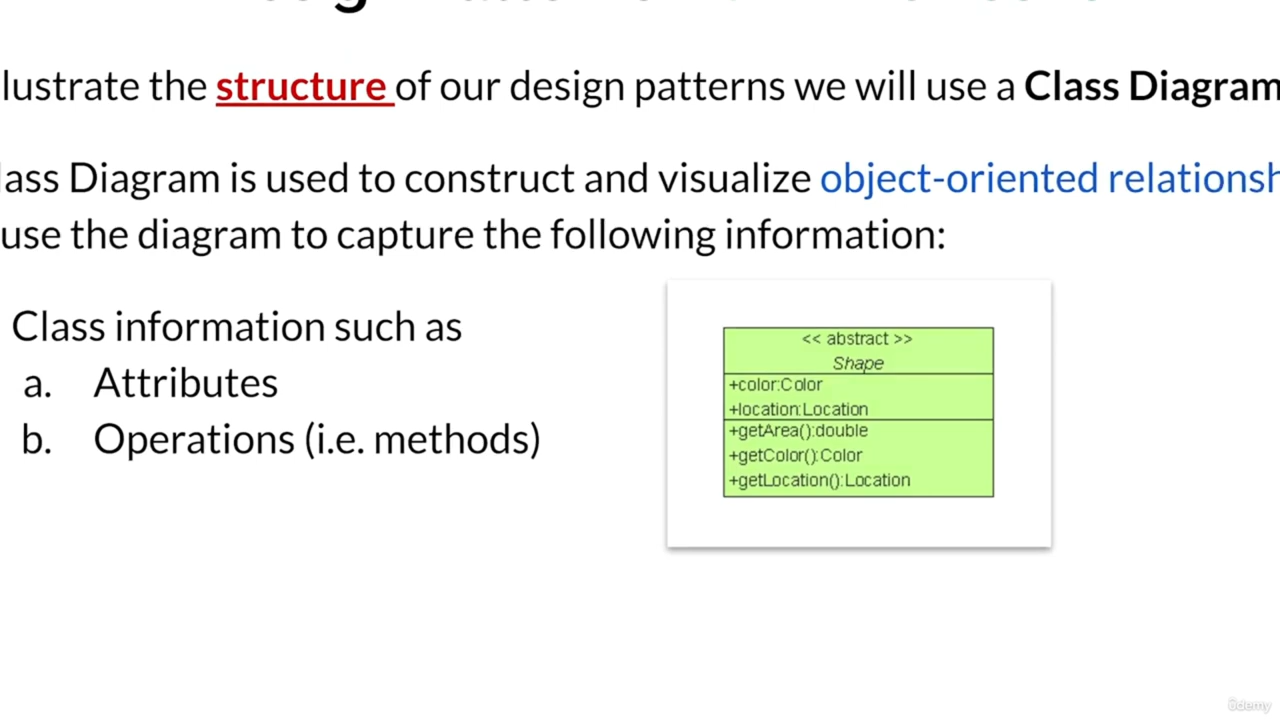 lustrate the structure of our design patterns we will use a Class Diagram
lass Diagram is used to construct and visualize object-oriented relationsh
use the diagram to capture the following information:
Class information such as
a. Attributes
b. Operations (i.e. methods)
<< abstract >>
Shape
+color:Color
+location:Location
+getArea():double
+getColor():Color
+getLocation():Location
ûdemy